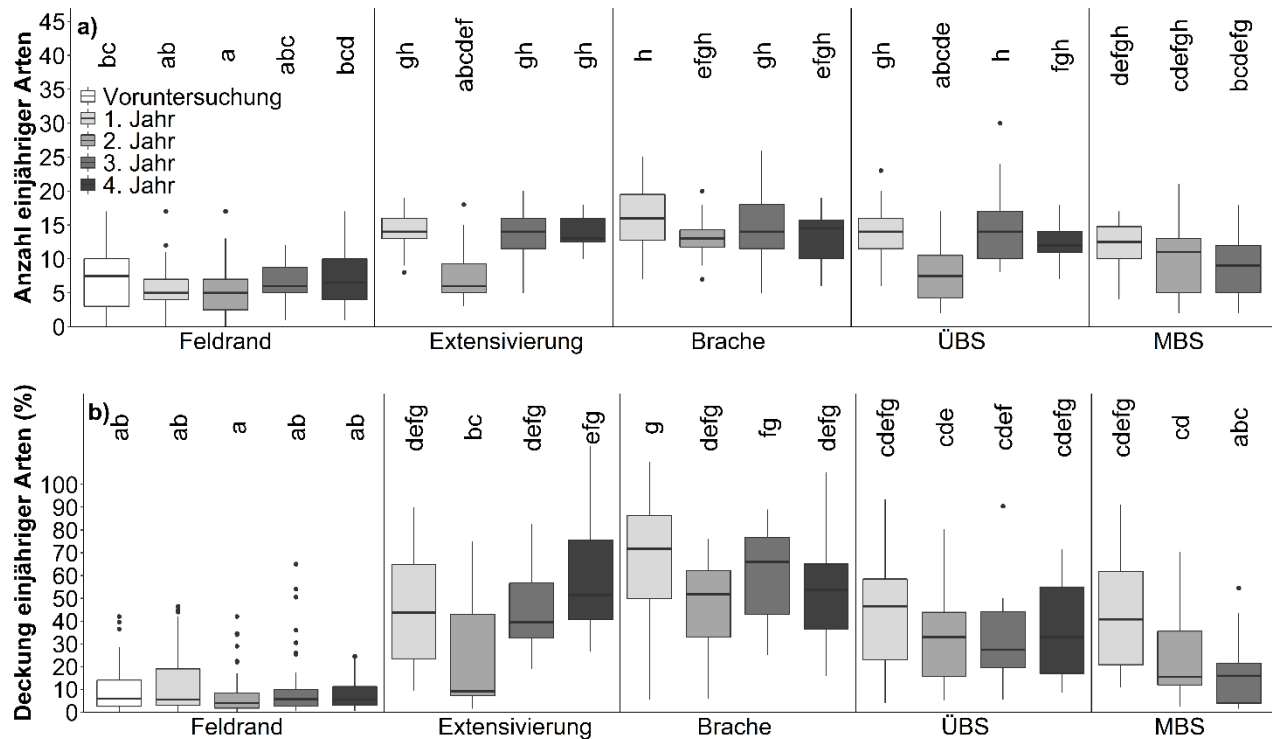 a)
Anzahl einjähriger Arten
45
40
35
30
25
20
15
10
5
0
bc ab a abc bcd gh abcdef gh gh h efgh gh efgh gh abcde h fgh defgh cdefgh bcdefg
Voruntersuchung
1. Jahr
2. Jahr
3. Jahr
4. Jahr
Feldrand Extensivierung Brache ÜBS MBS
b)
Deckung einjähriger Arten (%)
ab ab a ab ab defg bc defg efg g defg fg defg cdefg cde cdef cdefg cdefg cd abc
100
90
80
70
60
50
40
30
20
10
0
Feldrand Extensivierung Brache ÜBS MBS